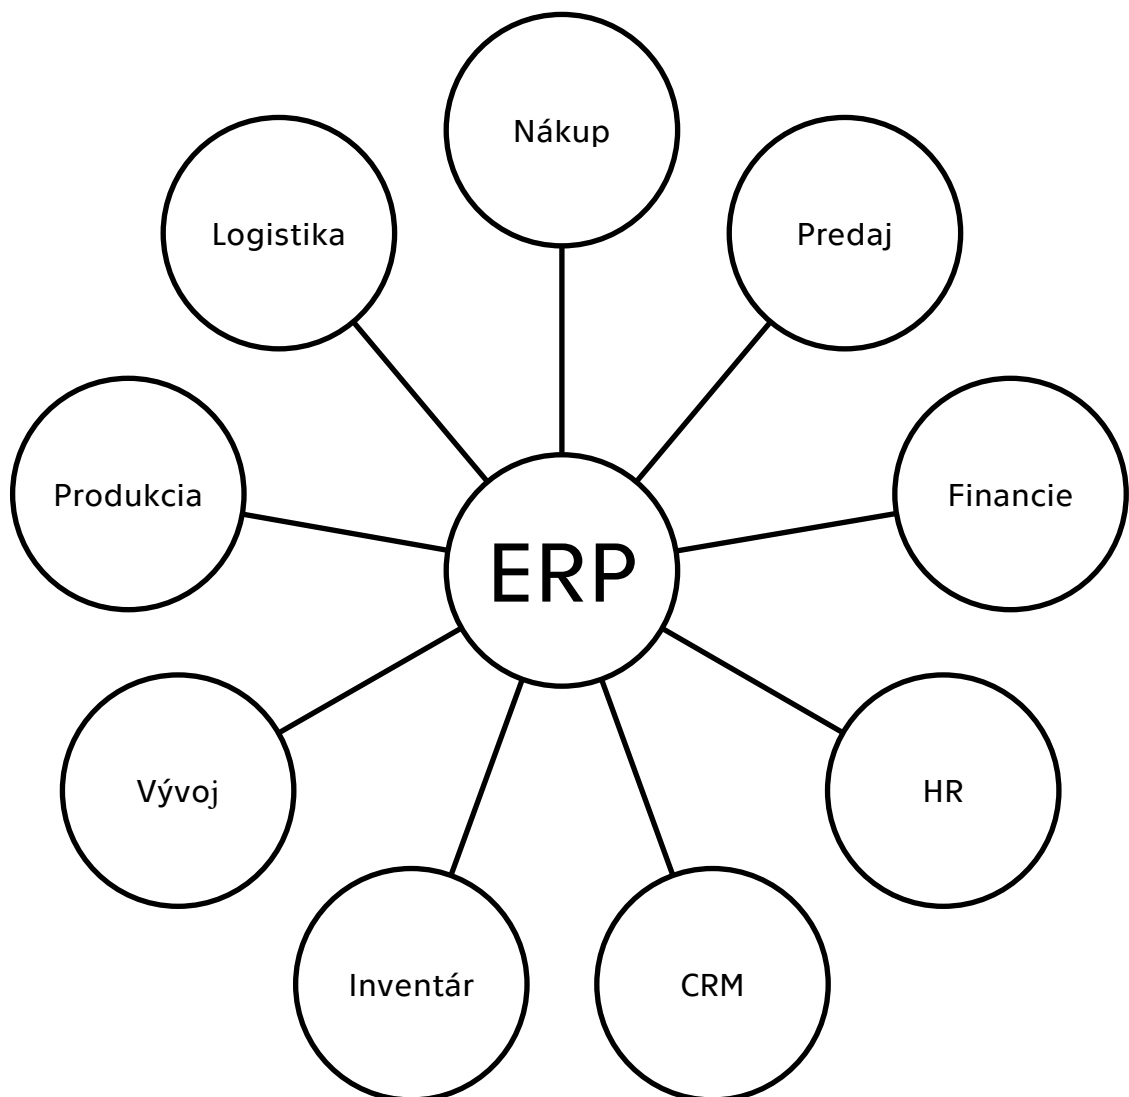 Nákup
Logistika
Predaj
Produkcia
Financie
ERP
Vývoj
HR
Inventár
CRM